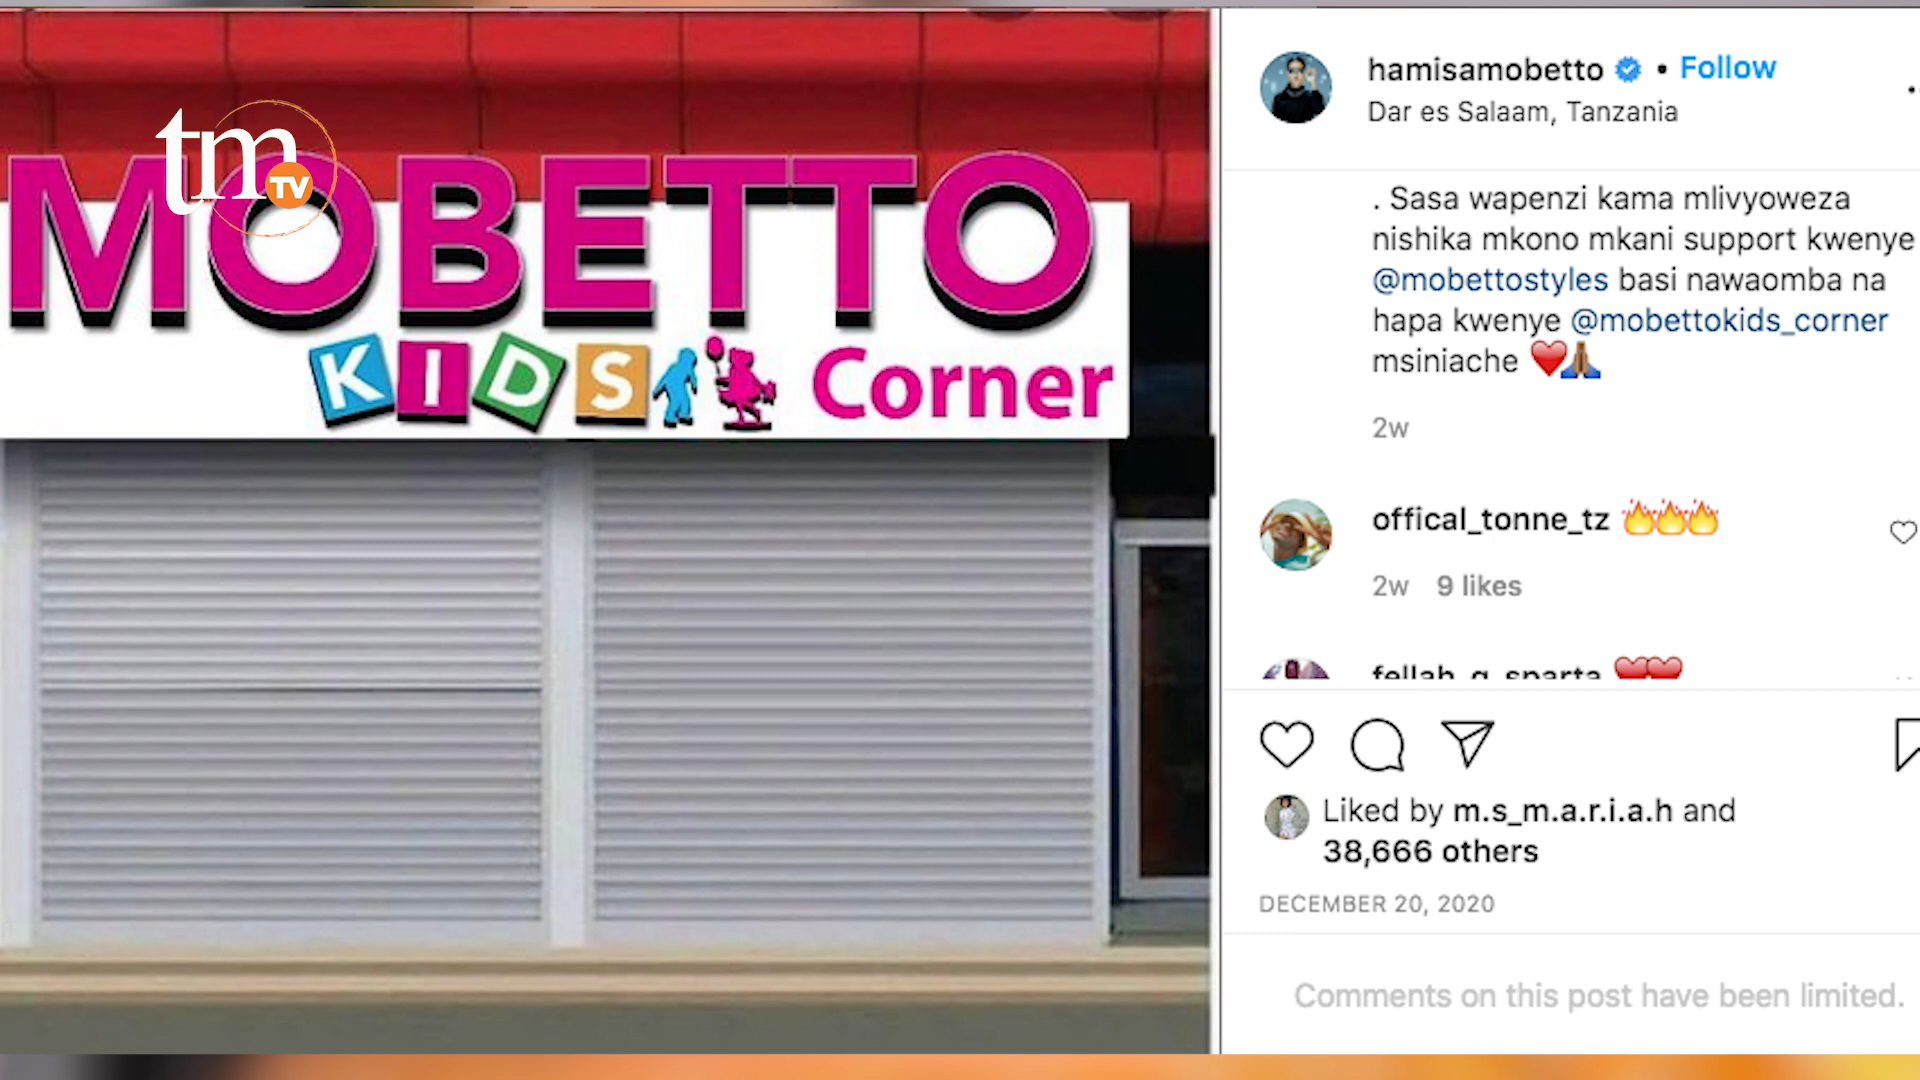 tm
TV
MOBETTO
KIDS Corner
hamisamobetto • Follow
Dar es Salaam, Tanzania
. Sasa wapenzi kama mlivyoweza
nishika mkono mkani support kwenye
@mobettostyles basi nawaomba na
hapa kwenye @mobettokids_corner
msiniache ❤️🙏🏾
2w
offical_tonne_tz 🔥🔥🔥
2w 9 likes
fellah_g_sparta ❤️❤️
Liked by m.s_m.a.r.i.a.h and
38,666 others
DECEMBER 20, 2020
Comments on this post have been limited.